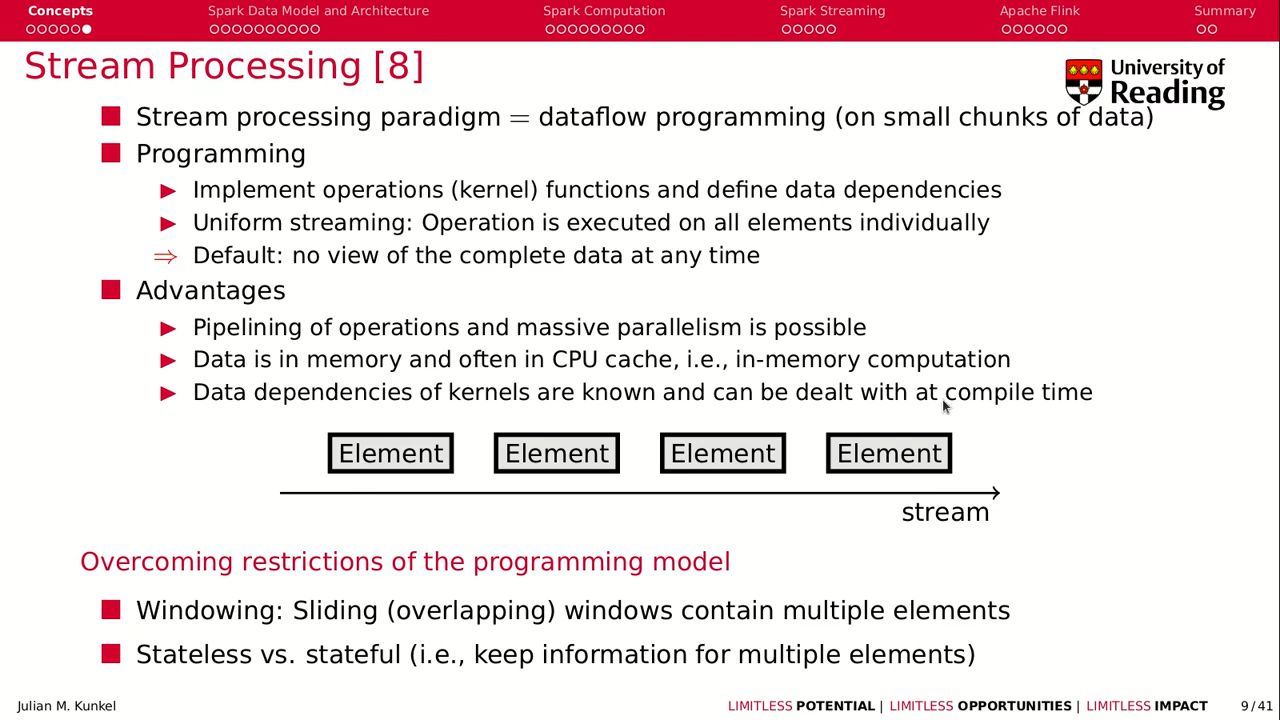 Concepts Spark Data Model and Architecture Spark Computation Spark Streaming Apache Flink Summary
Stream Processing [8]
University of
Reading
Stream processing paradigm = dataflow programming (on small chunks of data)
Programming
Implement operations (kernel) functions and define data dependencies
Uniform streaming: Operation is executed on all elements individually
⇒ Default: no view of the complete data at any time
Advantages
Pipelining of operations and massive parallelism is possible
Data is in memory and often in CPU cache, i.e., in-memory computation
Data dependencies of kernels are known and can be dealt with at compile time
Element Element Element Element
stream
Overcoming restrictions of the programming model
Windowing: Sliding (overlapping) windows contain multiple elements
Stateless vs. stateful (i.e., keep information for multiple elements)
Julian M. Kunkel LIMITLESS POTENTIAL | LIMITLESS OPPORTUNITIES | LIMITLESS IMPACT 9/41